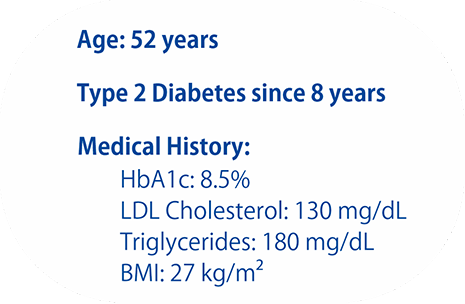 Age: 52 years
Type 2 Diabetes since 8 years
Medical History:
HbA1c: 8.5%
LDL Cholesterol: 130 mg/dL
Triglycerides: 180 mg/dL
BMI: 27 kg/m²